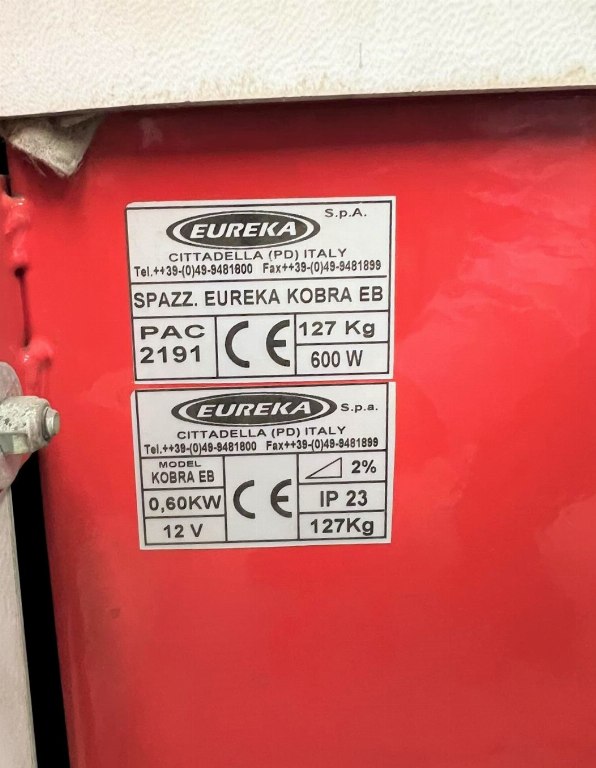 EUREKA S.p.A.
CITTADELLA (PD) ITALY
Tel.++39-(0)49-9481800 Fax++39-(0)49-9481899
SPAZZ. EUREKA KOBRA EB
PAC 2191
CE
127 Kg
600 W
EUREKA S.p.a.
CITTADELLA (PD) ITALY
Tel.++39-(0)49-9481800 Fax++39-(0)49-9481899
MODEL
KOBRA EB
0,60KW
12 V
CE
2%
IP 23
127Kg